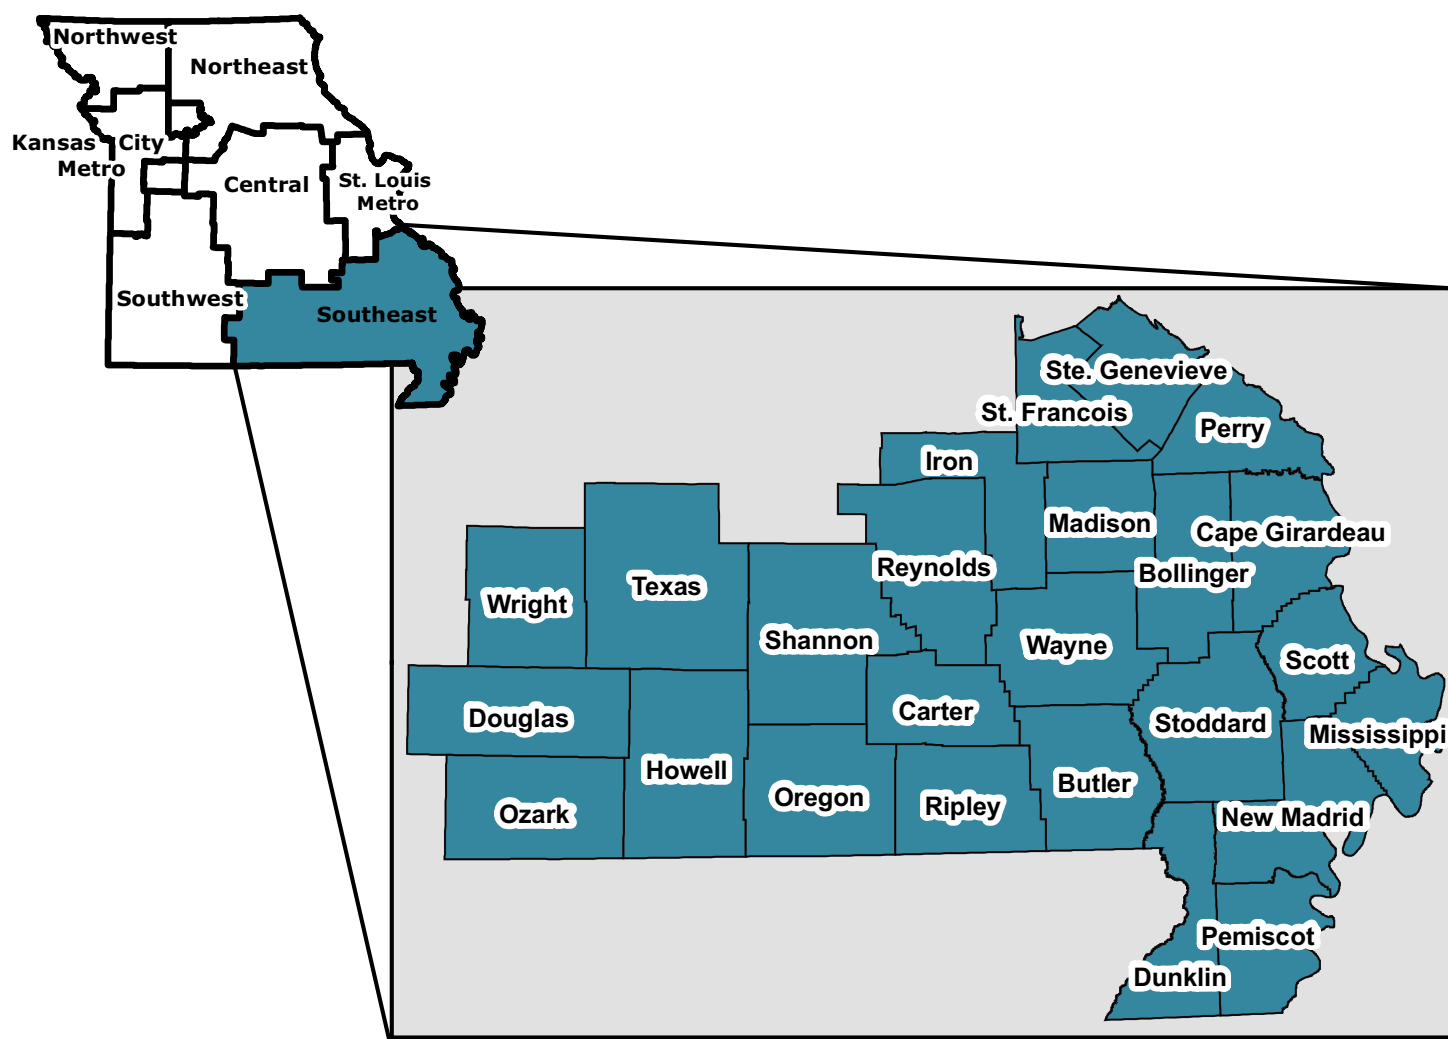 Northwest
Northeast
Kansas City
Metro
Central
St. Louis
Metro
Southwest
Southeast
Ste. Genevieve
St. Francois
Perry
Iron
Madison
Cape Girardeau
Reynolds
Bollinger
Texas
Wright
Shannon
Wayne
Scott
Carter
Douglas
Stoddard
Mississippi
Howell
Butler
Oregon
Ripley
Ozark
New Madrid
Pemiscot
Dunklin